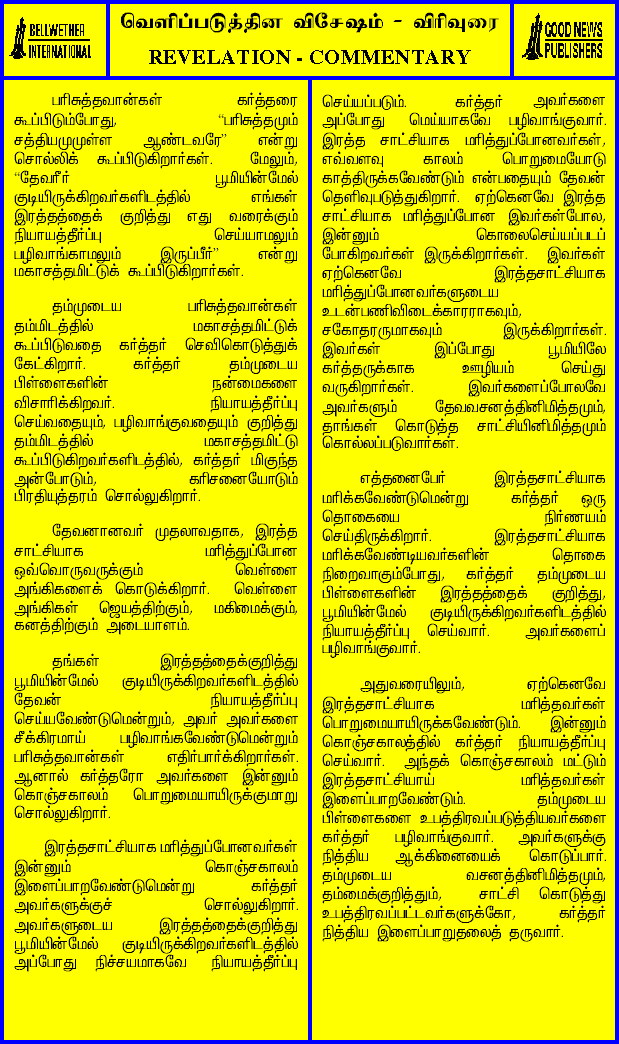 BELLWETHER
INTERNATIONAL
வெளிப்படுத்தின விசேஷம் - விரிவுரை
REVELATION - COMMENTARY
GOOD NEWS
PUBLISHERS
பரிசுத்தவான்கள் கர்த்தரை
கூப்பிடும்போது, “பரிசுத்தமும்
சத்தியமுமுள்ள ஆண்டவரே” என்று
சொல்லிக் கூப்பிடுகிறார்கள். மேலும்,
“தேவரீர் பூமியின்மேல்
குடியிருக்கிறவர்களிடத்தில் எங்கள்
இரத்தத்தைக் குறித்து எது வரைக்கும்
நியாயத்தீர்ப்பு செய்யாமலும்
பழிவாங்காமலும் இருப்பீர்” என்று
மகாசத்தமிட்டுக் கூப்பிடுகிறார்கள்.
தம்முடைய பரிசுத்தவான்கள்
தம்மிடத்தில் மகாசத்தமிட்டுக்
கூப்பிடுவதை கர்த்தர் செவிகொடுத்துக்
கேட்கிறார். கர்த்தர் தம்முடைய
பிள்ளைகளின் நன்மைகளை
விசாரிக்கிறவர். நியாயத்தீர்ப்பு
செய்வதையும், பழிவாங்குவதையும் குறித்து
தம்மிடத்தில் மகாசத்தமிட்டு
கூப்பிடுகிறவர்களிடத்தில், கர்த்தர் மிகுந்த
அன்போடும், கரிசனையோடும்
பிரதியுத்தரம் சொல்லுகிறார்.
தேவனானவர் முதலாவதாக, இரத்த
சாட்சியாக மரித்துப்போன
ஒவ்வொருவருக்கும் வெள்ளை
அங்கிகளைக் கொடுக்கிறார். வெள்ளை
அங்கிகள் ஜெயத்திற்கும், மகிமைக்கும்,
கனத்திற்கும் அடையாளம்.
தங்கள் இரத்தத்தைக்குறித்து
பூமியின்மேல் குடியிருக்கிறவர்களிடத்தில்
தேவன் நியாயத்தீர்ப்பு
செய்யவேண்டுமென்றும், அவர் அவர்களை
சீக்கிரமாய் பழிவாங்கவேண்டுமென்றும்
பரிசுத்தவான்கள் எதிர்பார்க்கிறார்கள்.
ஆனால் கர்த்தரோ அவர்களை இன்னும்
கொஞ்சகாலம் பொறுமையாயிருக்குமாறு
சொல்லுகிறார்.
இரத்தசாட்சியாக மரித்துப்போனவர்கள்
இன்னும் கொஞ்சகாலம்
இளைப்பாறவேண்டுமென்று கர்த்தர்
அவர்களுக்குச் சொல்லுகிறார்.
அவர்களுடைய இரத்தத்தைக்குறித்து
பூமியின்மேல் குடியிருக்கிறவர்களிடத்தில்
அப்போது நிச்சயமாகவே நியாயத்தீர்ப்பு
செய்யப்படும். கர்த்தர் அவர்களை
அப்போது மெய்யாகவே பழிவாங்குவார்.
இரத்த சாட்சியாக மரித்துப்போனவர்கள்,
எவ்வளவு காலம் பொறுமையோடு
காத்திருக்கவேண்டும் என்பதையும் தேவன்
தெளிவுபடுத்துகிறார். ஏற்கெனவே இரத்த
சாட்சியாக மரித்துப்போன இவர்கள்போல,
இன்னும் கொலைசெய்யப்படப்
போகிறவர்கள் இருக்கிறார்கள். இவர்கள்
ஏற்கெனவே இரத்தசாட்சியாக
மரித்துப்போனவர்களுடைய
உடன்பணிவிடைக்காரராகவும்,
சகோதரருமாகவும் இருக்கிறார்கள்.
இவர்கள் இப்போது பூமியிலே
கர்த்தருக்காக ஊழியம் செய்து
வருகிறார்கள். இவர்களைப்போலவே
அவர்களும் தேவவசனத்தினிமித்தமும்,
தாங்கள் கொடுத்த சாட்சியினிமித்தமும்
கொல்லப்படுவார்கள்.
எத்தனைபேர் இரத்தசாட்சியாக
மரிக்கவேண்டுமென்று கர்த்தர் ஒரு
தொகையை நிர்ணயம்
செய்திருக்கிறார். இரத்தசாட்சியாக
மரிக்கவேண்டியவர்களின் தொகை
நிறைவாகும்போது, கர்த்தர் தம்முடைய
பிள்ளைகளின் இரத்தத்தைக் குறித்து,
பூமியின்மேல் குடியிருக்கிறவர்களிடத்தில்
நியாயத்தீர்ப்பு செய்வார். அவர்களைப்
பழிவாங்குவார்.
அதுவரையிலும், ஏற்கெனவே
இரத்தசாட்சியாக மரித்தவர்கள்
பொறுமையாயிருக்கவேண்டும். இன்னும்
கொஞ்சகாலத்தில் கர்த்தர் நியாயத்தீர்ப்பு
செய்வார். அந்தக் கொஞ்சகாலம் மட்டும்
இரத்தசாட்சியாய் மரித்தவர்கள்
இளைப்பாறவேண்டும். தம்முடைய
பிள்ளைகளை உபத்திரவப்படுத்தியவர்களை
கர்த்தர் பழிவாங்குவார். அவர்களுக்கு
நித்திய ஆக்கினையைக் கொடுப்பார்.
தம்முடைய வசனத்தினிமித்தமும்,
தம்மைக்குறித்தும், சாட்சி கொடுத்து
உபத்திரவப்பட்டவர்களுக்கோ, கர்த்தர்
நித்திய இளைப்பாறுதலைத் தருவார்.